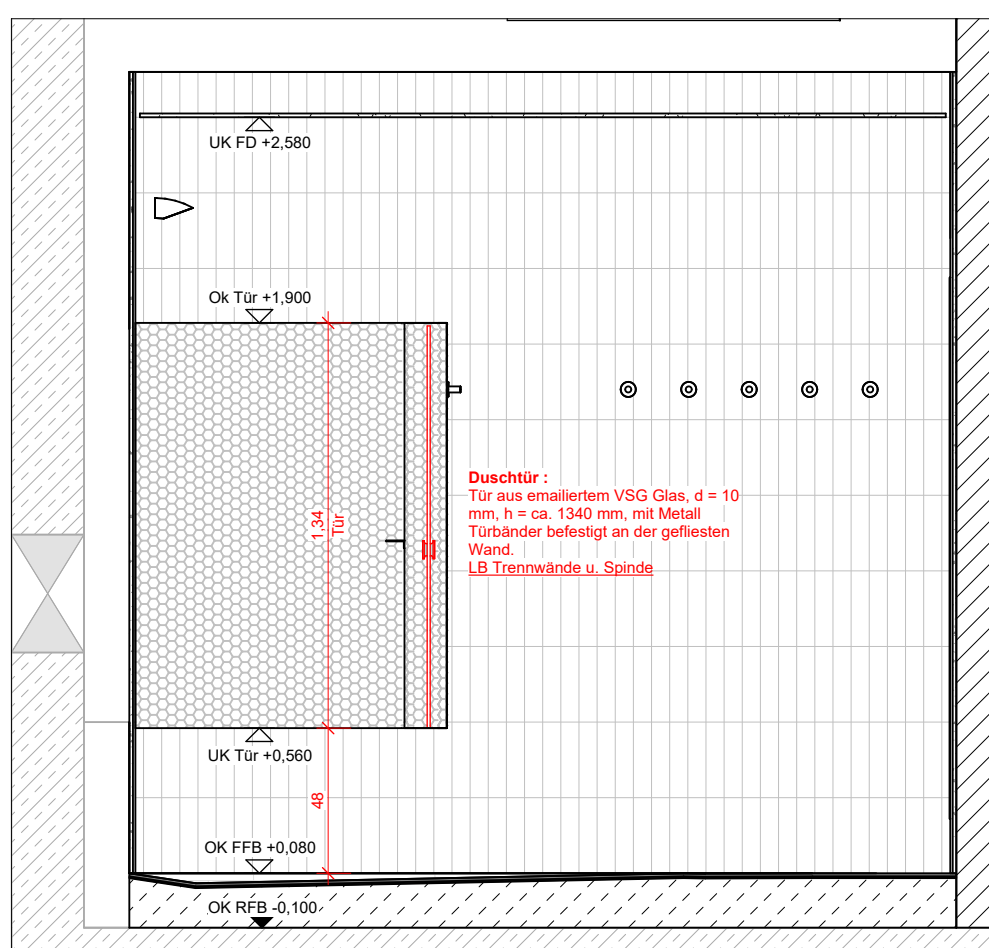 UK FD +2,580
Ok Tür +1,900
Duschtür :
Tür aus emailiertem VSG Glas, d = 10
mm, h = ca. 1340 mm, mit Metall
Türbänder befestigt an der gefliesten
Wand.
LB Trennwände u. Spinde
1,34
Tür
UK Tür +0,560
48
OK FFB +0,080
OK RFB -0,100